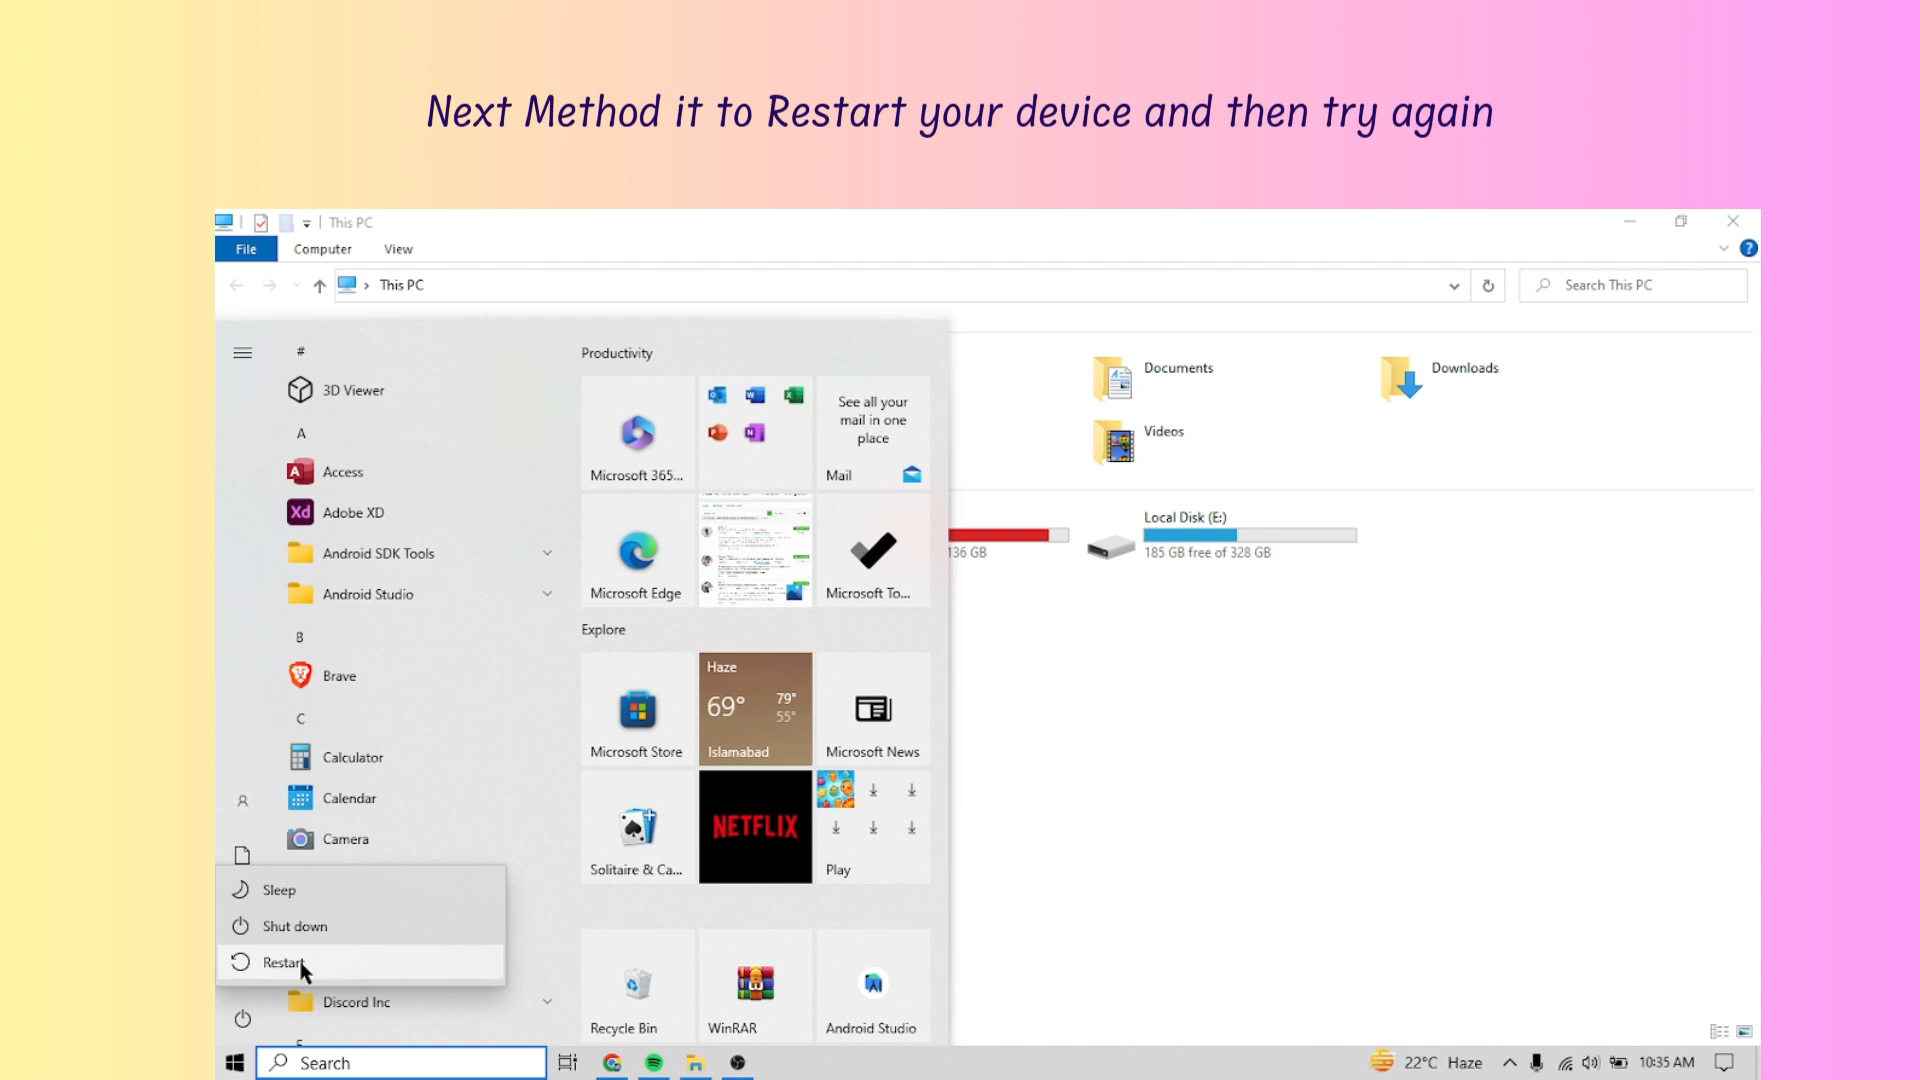 Next Method it to Restart your device and then try again
This PC
File Computer View
This PC
Search This PC
#
3D Viewer
A
Access
Adobe XD
Android SDK Tools
Android Studio
B
Brave
C
Calculator
Calendar
Camera
Sleep
Shut down
Restart
Discord Inc
Productivity
See all your
mail in one
place
Microsoft 365...
Mail
Microsoft Edge
Microsoft To...
Explore
Haze
69° 79°
55°
Microsoft Store
Islamabad
Microsoft News
NETFLIX
Solitaire & Ca...
Play
Recycle Bin
WinRAR
Android Studio
Documents
Downloads
Videos
136 GB
Local Disk (E:)
185 GB free of 328 GB
Search
22°C Haze
10:35 AM